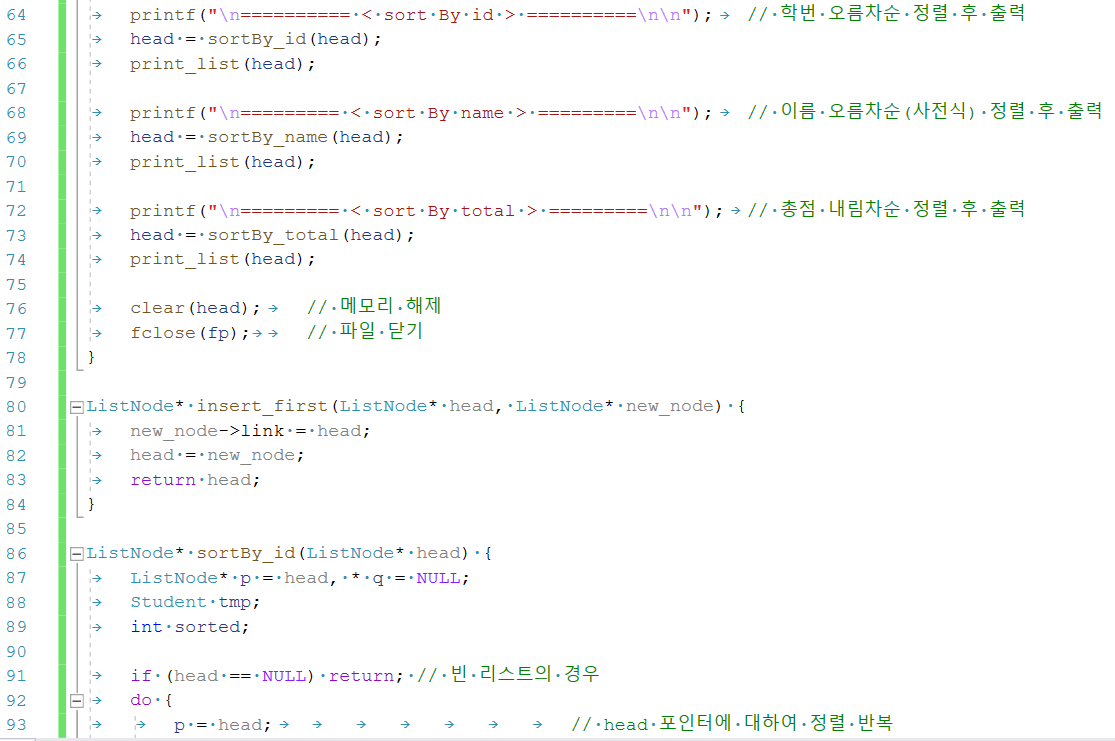 64 printf("\n========== < sort By id > ==========\n\n"); // 학번 오름차순 정렬 후 출력
65 head = sortBy_id(head);
66 print_list(head);
67
68 printf("\n========= < sort By name > =========\n\n"); // 이름 오름차순(사전식) 정렬 후 출력
69 head = sortBy_name(head);
70 print_list(head);
71
72 printf("\n========= < sort By total > =========\n\n"); // 총점 내림차순 정렬 후 출력
73 head = sortBy_total(head);
74 print_list(head);
75
76 clear(head); // 메모리 해제
77 fclose(fp); // 파일 닫기
78 }
79
80 ListNode* insert_first(ListNode* head, ListNode* new_node) {
81 new_node->link = head;
82 head = new_node;
83 return head;
84 }
85
86 ListNode* sortBy_id(ListNode* head) {
87 ListNode* p = head, * q = NULL;
88 Student tmp;
89 int sorted;
90
91 if (head == NULL) return; // 빈 리스트의 경우
92 do {
93 p = head; // head 포인터에 대하여 정렬 반복